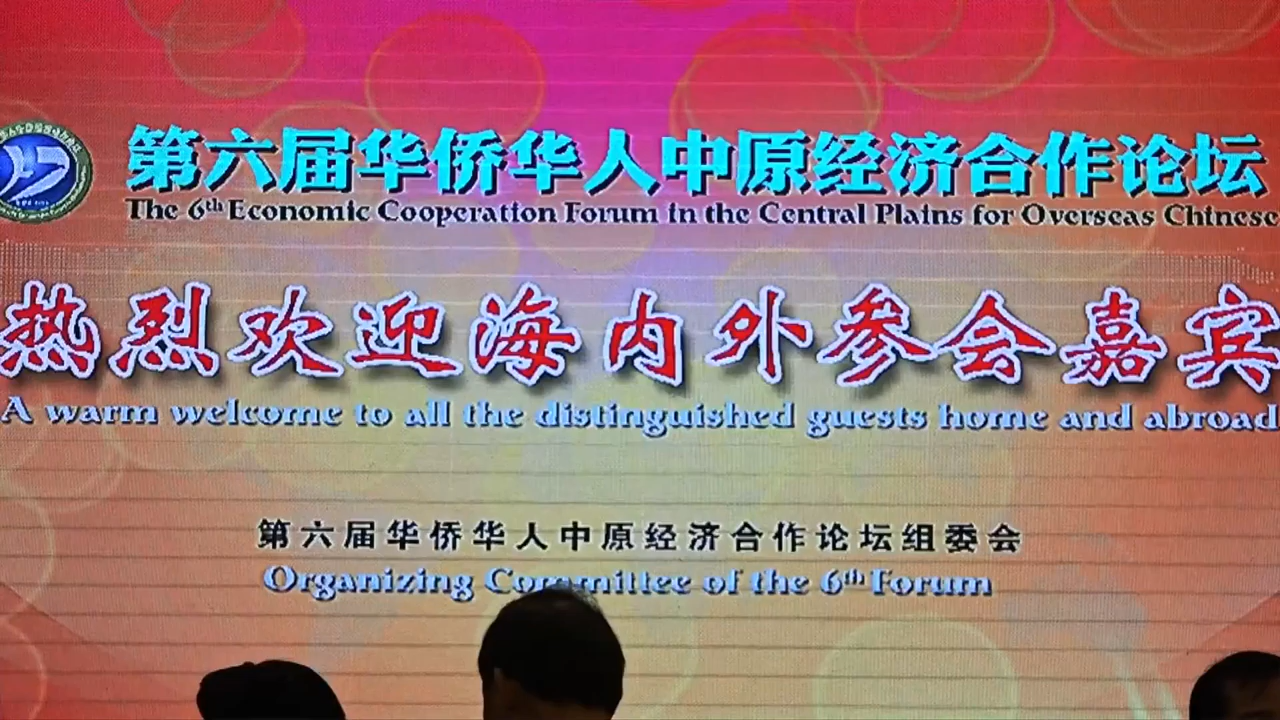 第六届华侨华人中原经济合作论坛
The 6th Economic Cooperation Forum in the Central Plains for Overseas Chinese
热烈欢迎海内外参会嘉宾
A warm welcome to all the distinguished guests home and abroad
第六届华侨华人中原经济合作论坛组委会
Organizing Committee of the 6th Forum